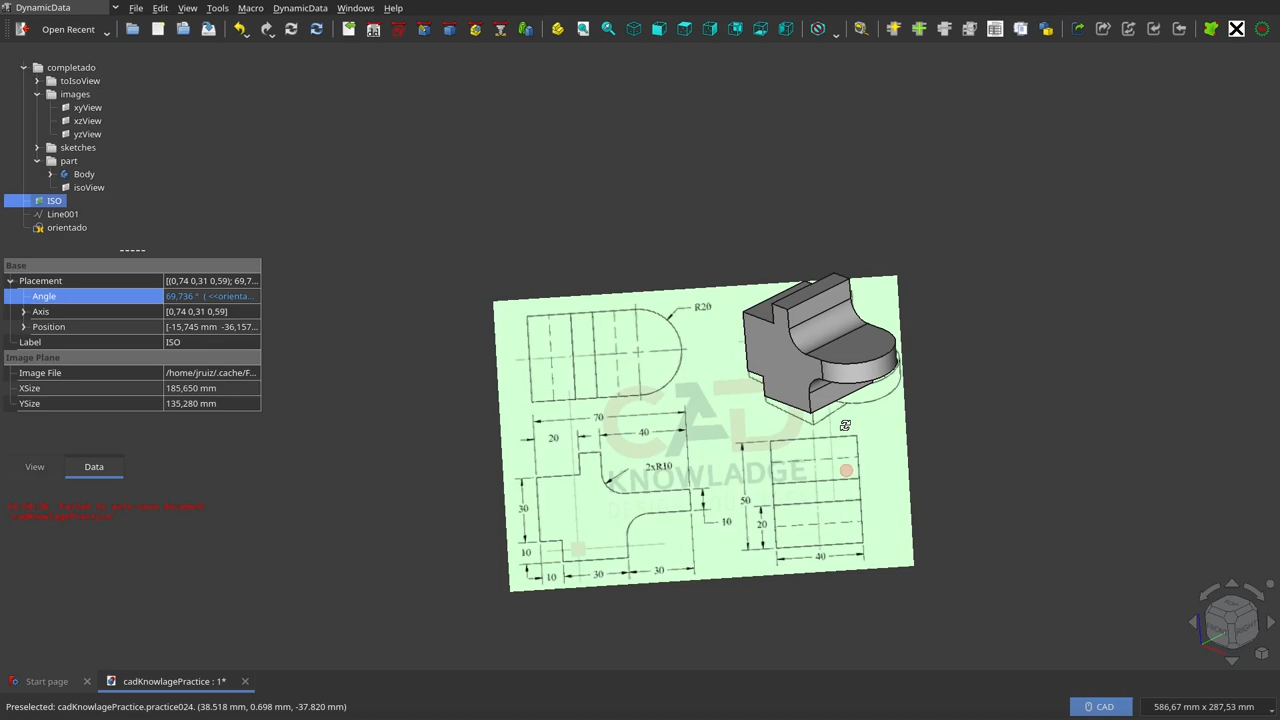 DynamicData File Edit View Tools Macro DynamicData Windows Help
Open Recent
completado
toIsoView
images
xyView
xzView
yzView
sketches
part
Body
isoView
ISO
Line001
orientado
Base
Placement [(0,74 0,31 0,59); 69,7...
Angle 69,736 ° ( <<orienta...
Axis [0,74 0,31 0,59]
Position [-15,745 mm -36,157...
Label ISO
Image Plane
Image File /home/jruiz/.cache/F...
XSize 185,650 mm
YSize 135,280 mm
View Data
R20
70
20 40
2xR10
30
10
10
10 30 30
50
20
40
CAD
KNOWLADGE
Start page
cadKnowlagePractice : 1*
Preselected: cadKnowlagePractice.practice024. (38.518 mm, 0.698 mm, -37.820 mm)
CAD
586,67 mm x 287,53 mm